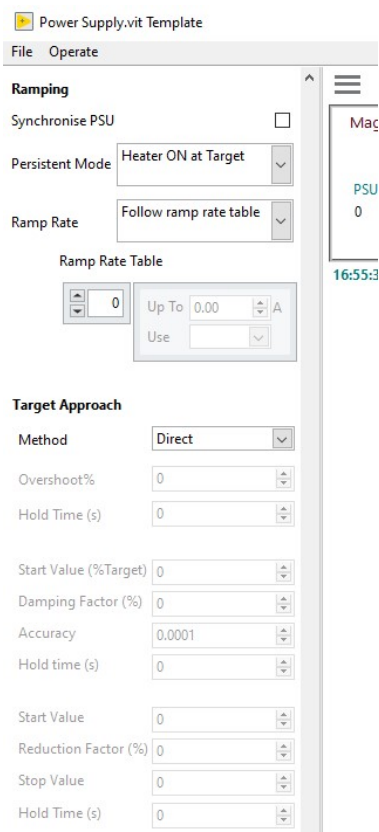 Power Supply.vit Template
File Operate
Ramping
Synchronise PSU
Persistent Mode Heater ON at Target
Ramp Rate Follow ramp rate table
Ramp Rate Table
0 Up To 0.00 A
Use
Target Approach
Method Direct
Overshoot% 0
Hold Time (s) 0
Start Value (%Target) 0
Damping Factor (%) 0
Accuracy 0.0001
Hold time (s) 0
Start Value 0
Reduction Factor (%) 0
Stop Value 0
Hold Time (s) 0
Mag
PSU
0
16:55:3